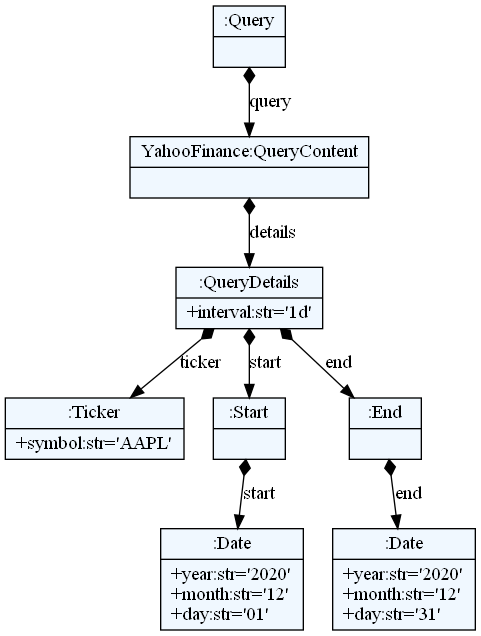 :Query
query
YahooFinance:QueryContent
details
:QueryDetails
+interval:str='1d'
ticker
start
end
:Ticker
+symbol:str='AAPL'
:Start
:End
start
end
:Date
+year:str='2020'
+month:str='12'
+day:str='01'
:Date
+year:str='2020'
+month:str='12'
+day:str='31'